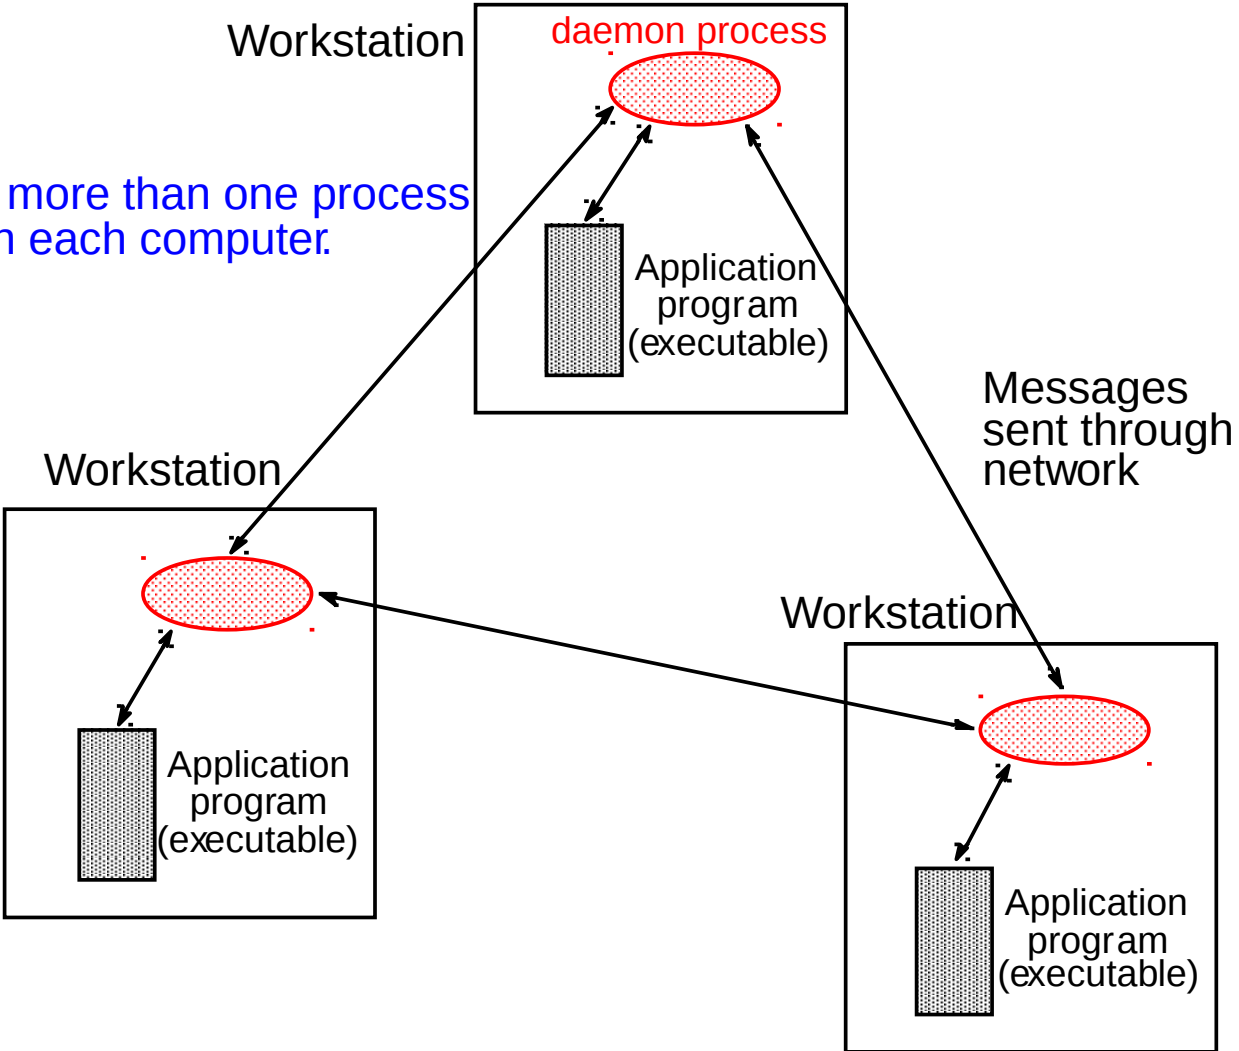 Workstation
daemon process
more than one process
n each computer.
Application
program
(executable)
Messages
sent through
network
Workstation
Application
program
(executable)
Workstation
Application
program
(executable)